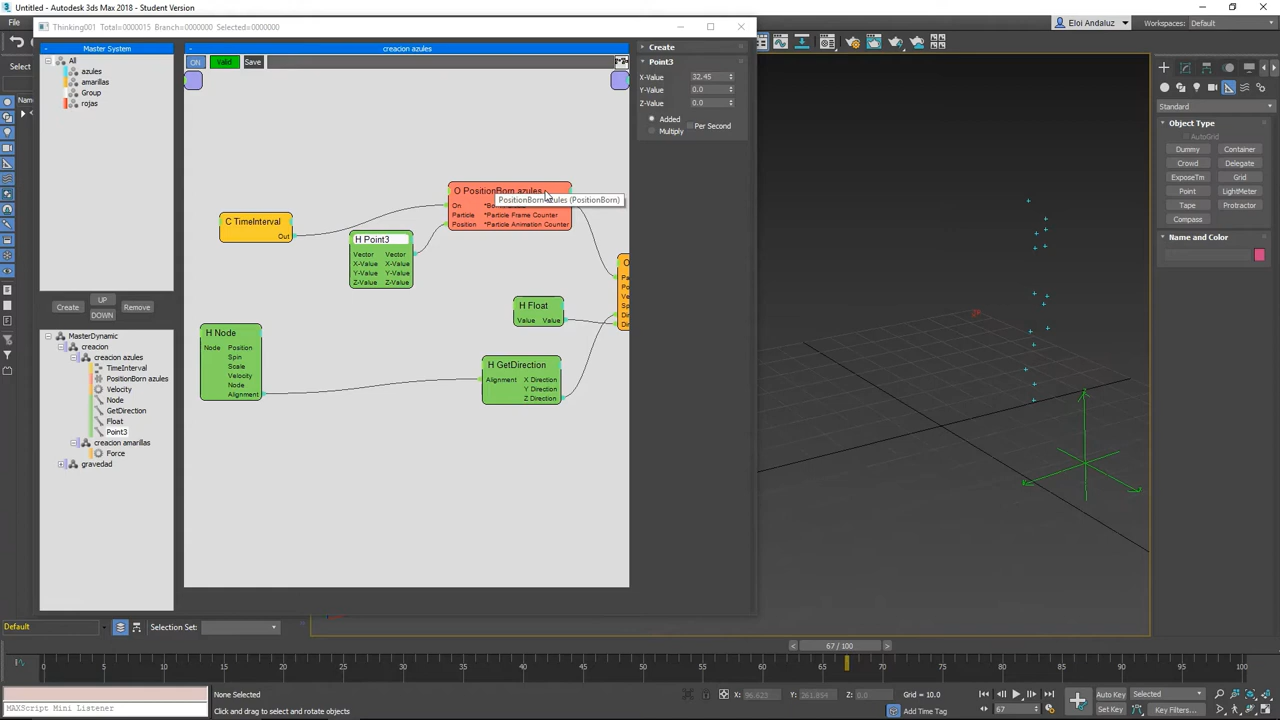 Untitled - Autodesk 3ds Max 2018 - Student Version
File
Thinking001 Total=0000015 Branch=0000000 Selected=0000000
Eloi Andaluz
Workspaces: Default
Select
Master System
creacion azules
Create
All
azules
amarillas
Group
rojas
ON
Valid
Save
Point3
X-Value 32.45
Y-Value 0.0
Z-Value 0.0
Added
Per Second
Multiply
Standard
Object Type
AutoGrid
Dummy Container
Crowd Delegate
ExposeTm Grid
Point LightMeter
Tape Protractor
Compass
Name and Color
O PositionBorn azules
PositionBorn azules (PositionBorn)
Particle *Particle Frame Counter
Position *Particle Animation Counter
On
C TimeInterval
Out
H Point3
Vector Vector
X-Value X-Value
Y-Value Y-Value
Z-Value Z-Value
H Float
Value Value
H Node
Node Position
Spin
Scale
Velocity
Node
Alignment
H GetDirection
Alignment X Direction
Y Direction
Z Direction
Create UP Remove
DOWN
MasterDynamic
creacion
creacion azules
TimeInterval
PositionBorn azules
Velocity
Node
GetDirection
Float
Point3
creacion amarillas
Force
gravedad
Default
Selection Set:
67 / 100
0 5 10 15 20 25 30 35 40 45 50 55 60 65 70 75 80 85 90 95 100
None Selected
X: 96.623 Y: 261.894 Z: 0.0 Grid = 10.0
Auto Key Selected
MAXScript Mini Listener
Click and drag to select and rotate objects
Add Time Tag
67
Set Key Key Filters...